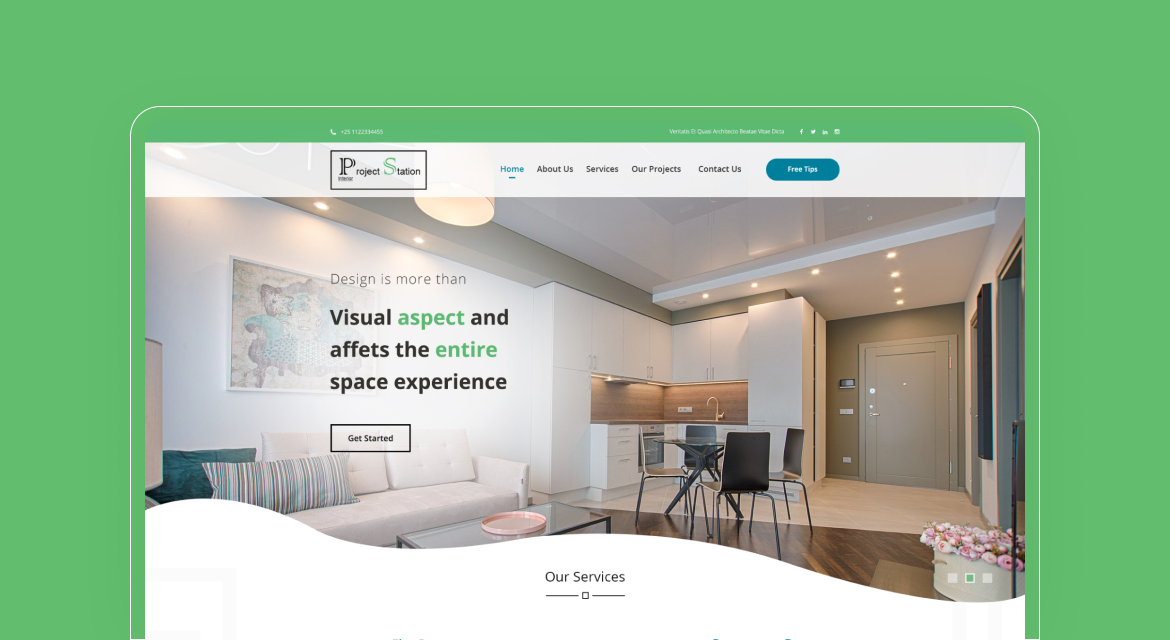 +25 1122334455
Veritatis Et Quasi Architecto Beatae Vitae Dicta
Project Station
Home
About Us
Services
Our Projects
Contact Us
Free Tips
Design is more than
Visual aspect and
affets the entire
space experience
Get Started
Our Services